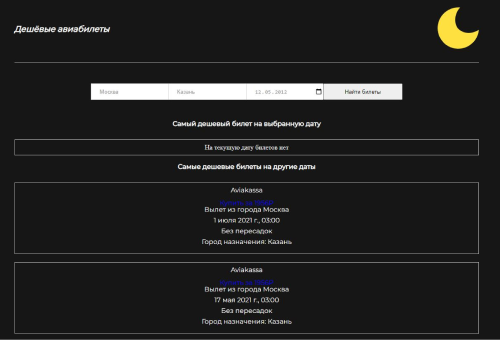 Дешёвые авиабилеты
Москва Казань 12.05.2012 Найти билеты
Самый дешевый билет на выбранную дату
На текущую дату билетов нет
Самые дешевые билеты на другие даты
Aviakassa
Вылет из города Москва
1 июля 2021 г., 03:00
Без пересадок
Город назначения: Казань
Aviakassa
Вылет из города Москва
17 мая 2021 г., 03:00
Без пересадок
Город назначения: Казань